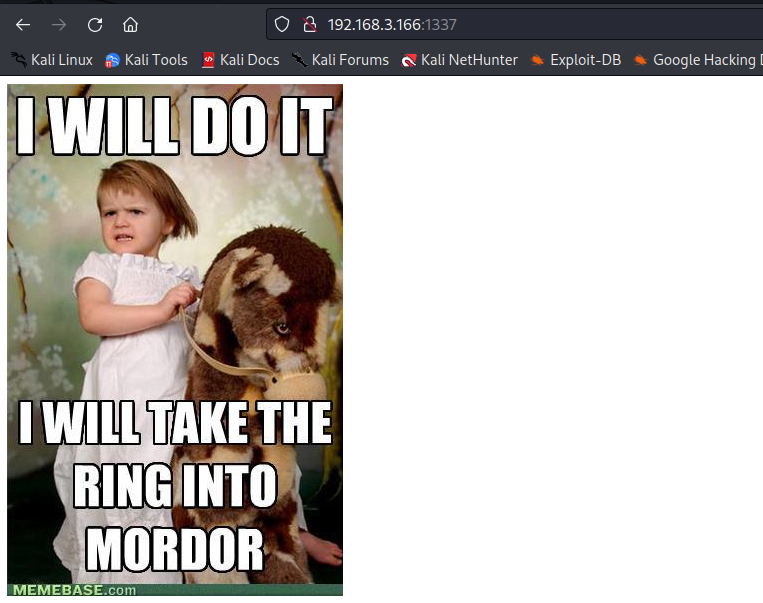 192.168.3.166:1337
Kali Linux Kali Tools Kali Docs Kali Forums Kali NetHunter Exploit-DB Google Hacking
I WILL DO IT
I WILL TAKE THE
RING INTO
MORDOR
MEMEBASE.com